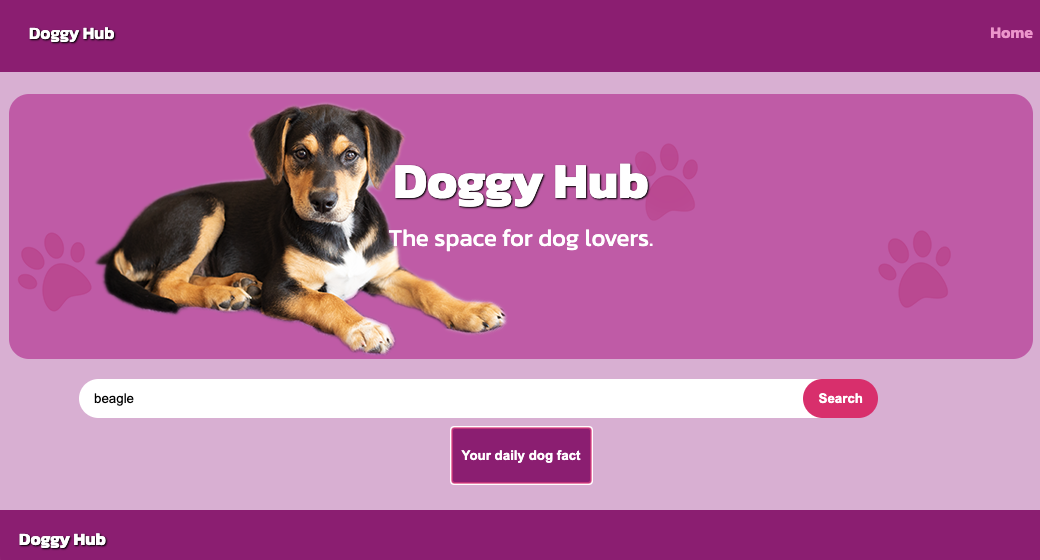 Doggy Hub
Home
Doggy Hub
The space for dog lovers.
beagle
Search
Your daily dog fact
Doggy Hub